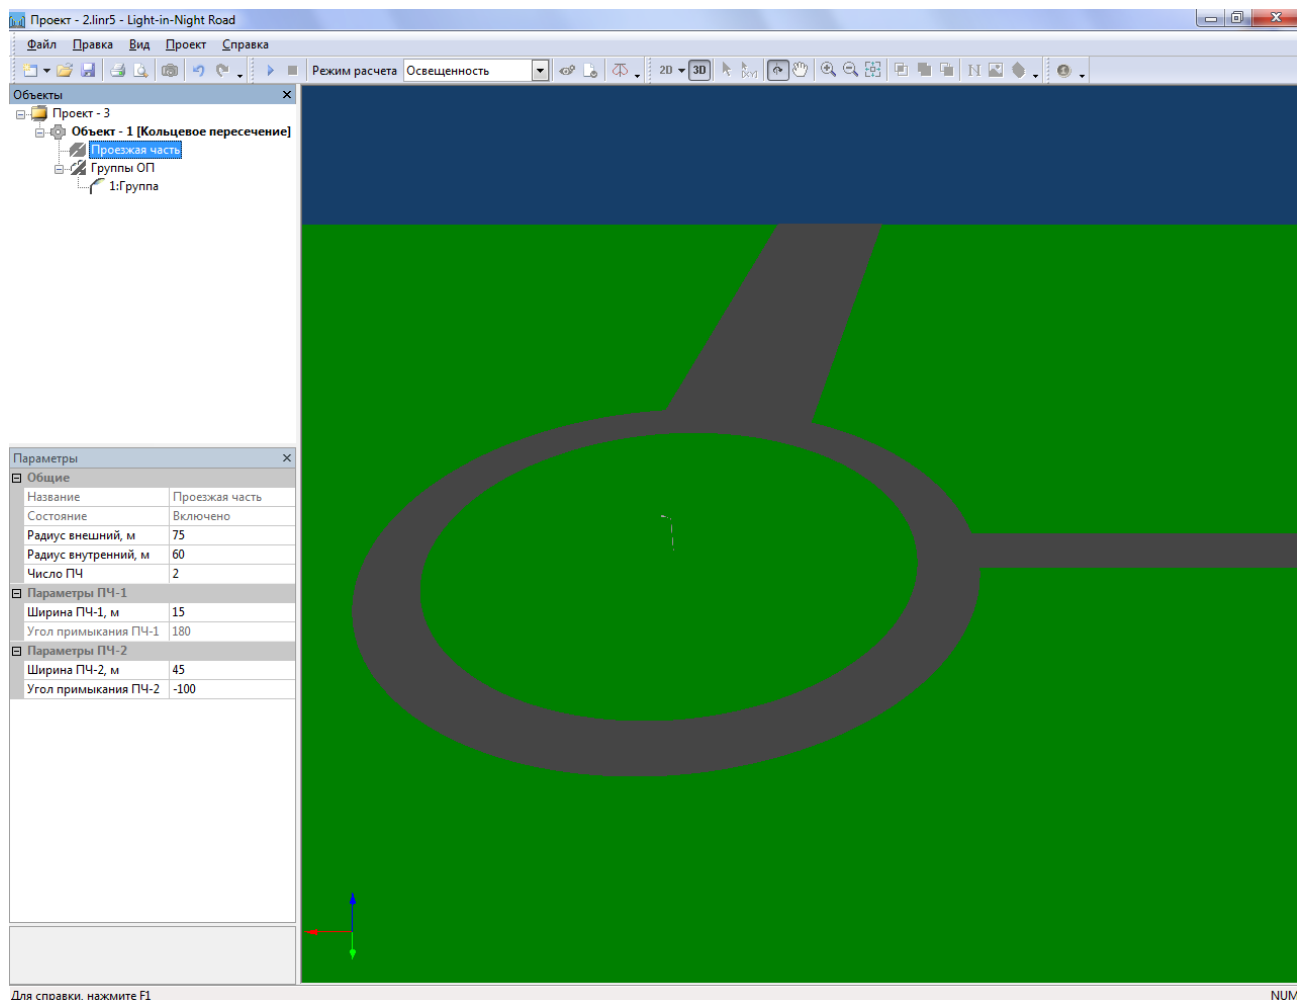 Проект - 2.linr5 - Light-in-Night Road
Файл Правка Вид Проект Справка
Режим расчета Освещенность 2D 3D
Объекты
Проект - 3
Объект - 1 [Кольцевое пересечение]
Проезжая часть
Группы ОП
1:Группа
Параметры
Общие
Название Проезжая часть
Состояние Включено
Радиус внешний, м 75
Радиус внутренний, м 60
Число ПЧ 2
Параметры ПЧ-1
Ширина ПЧ-1, м 15
Угол примыкания ПЧ-1 180
Параметры ПЧ-2
Ширина ПЧ-2, м 45
Угол примыкания ПЧ-2 -100
Для справки, нажмите F1
NUM